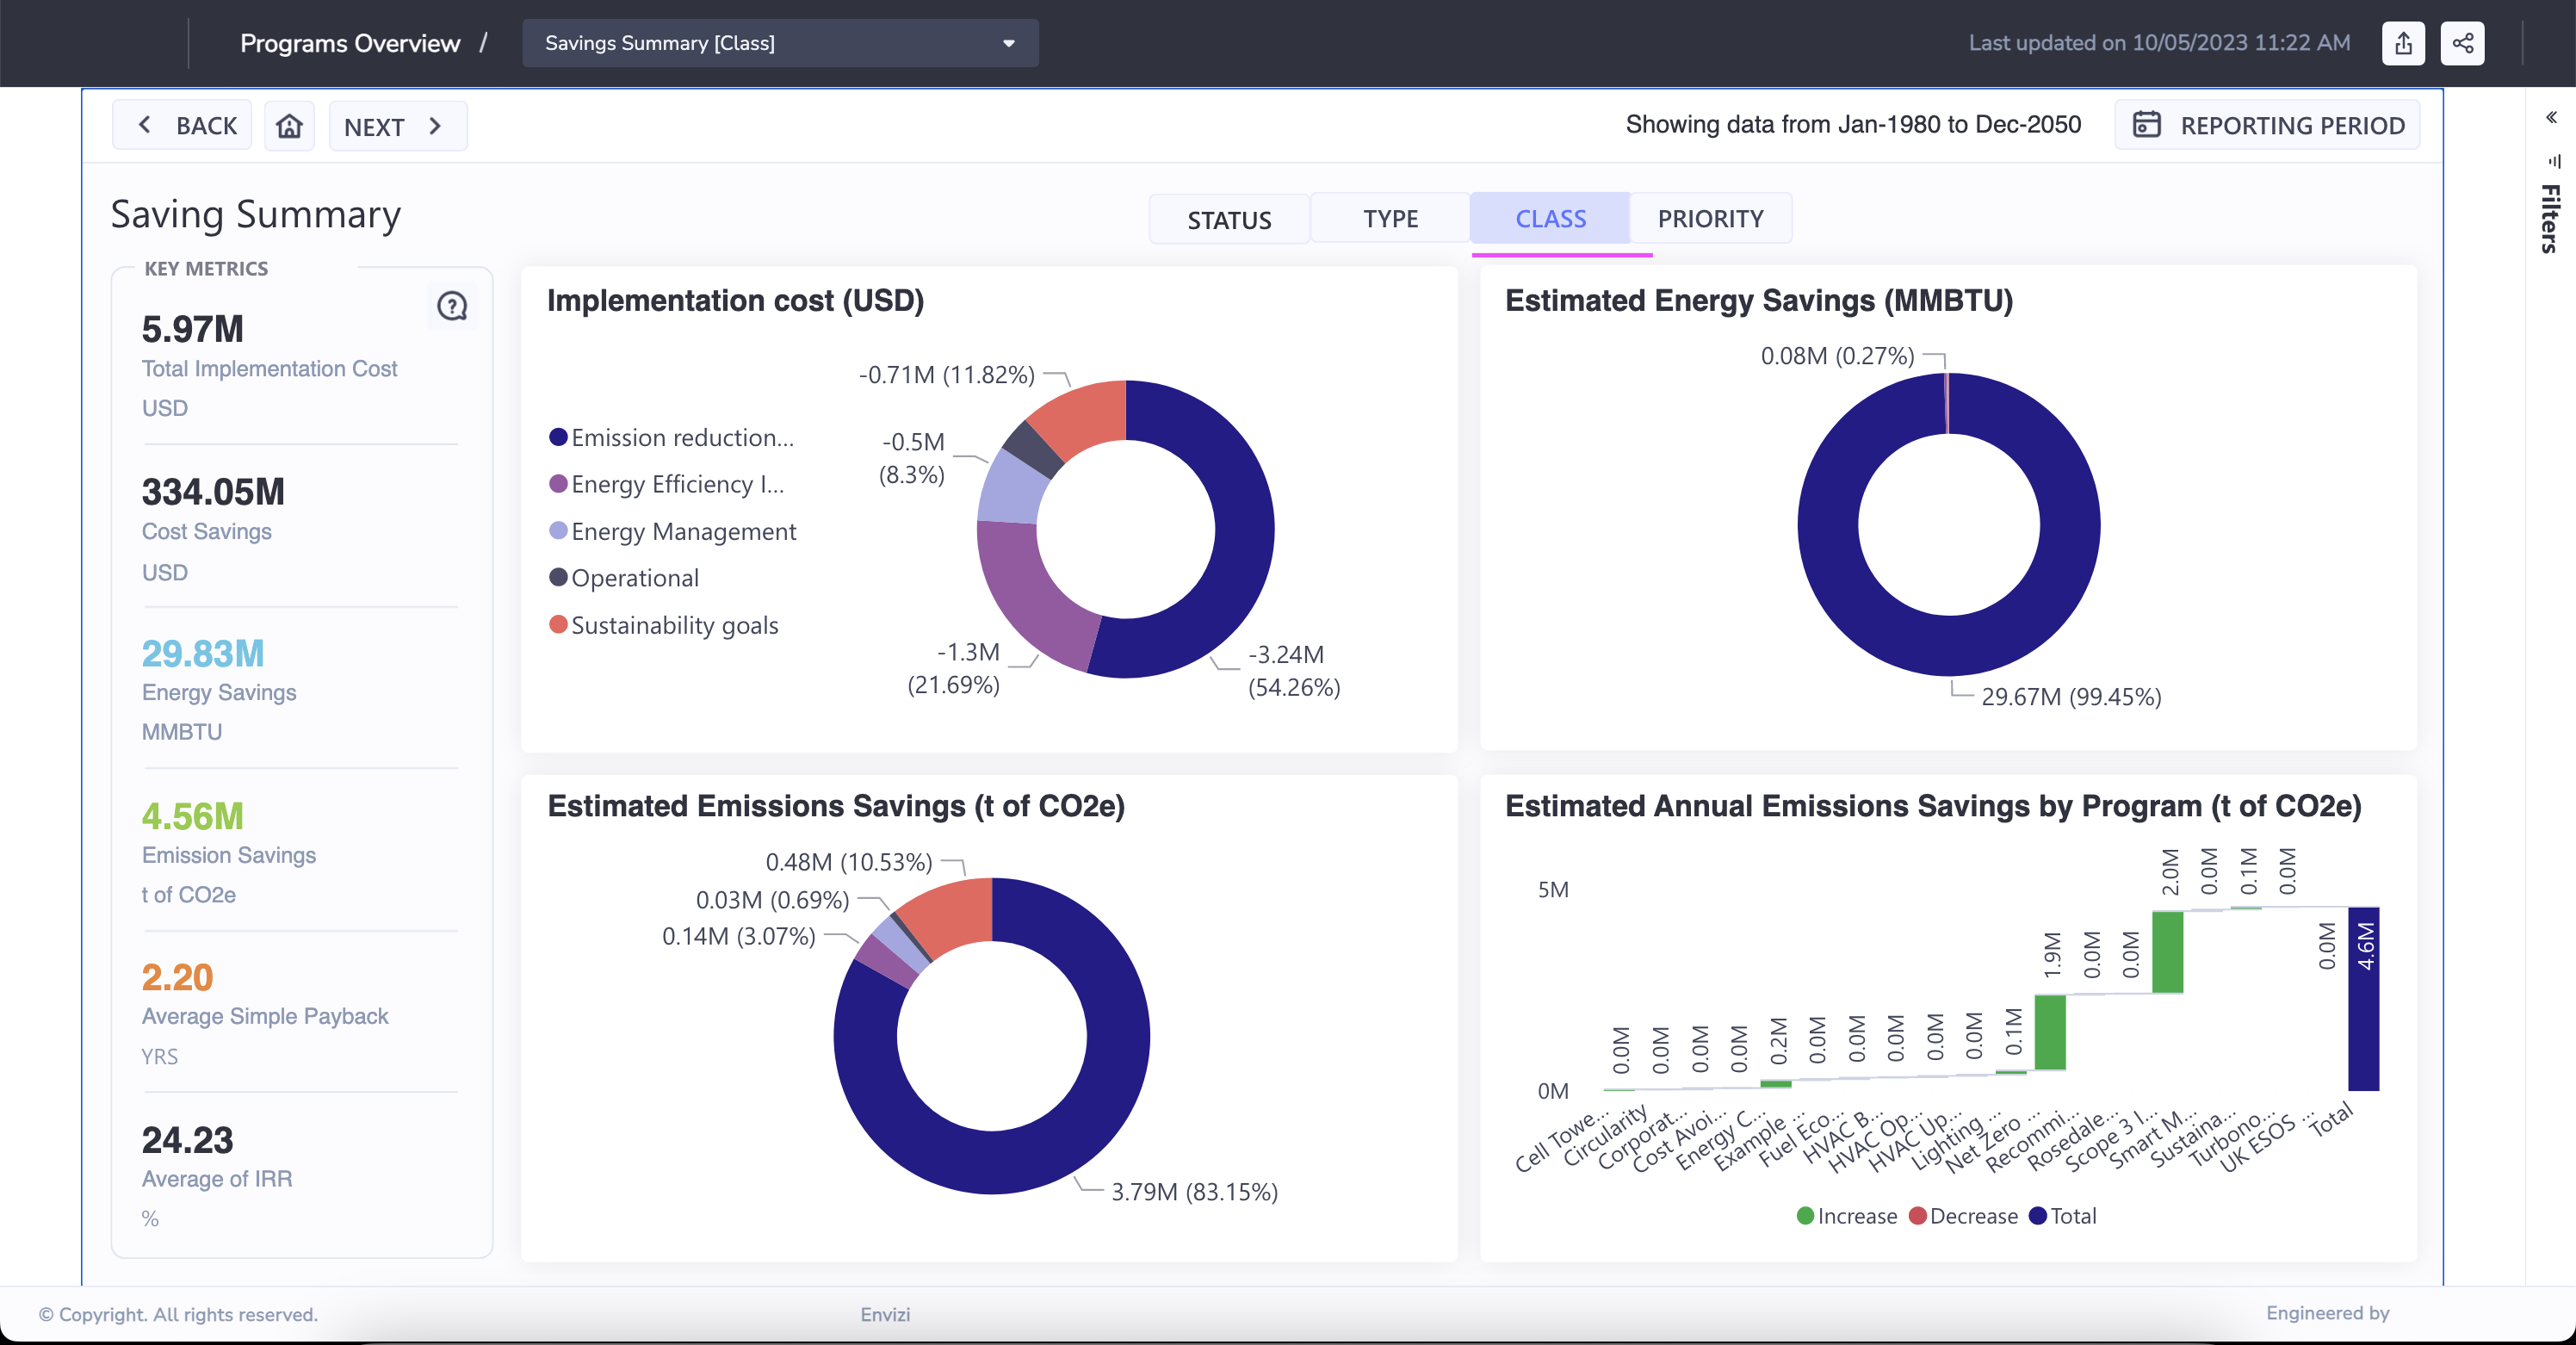 Programs Overview /
Savings Summary [Class]
Last updated on 10/05/2023 11:22 AM
BACK
NEXT
Showing data from Jan-1980 to Dec-2050
REPORTING PERIOD
Filters
Saving Summary
STATUS
TYPE
CLASS
PRIORITY
KEY METRICS
5.97M
Total Implementation Cost
USD
334.05M
Cost Savings
USD
29.83M
Energy Savings
MMBTU
4.56M
Emission Savings
t of CO2e
2.20
Average Simple Payback
YRS
24.23
Average of IRR
%
Implementation cost (USD)
Emission reduction...
Energy Efficiency I...
Energy Management
Operational
Sustainability goals
-0.71M (11.82%)
-0.5M
(8.3%)
-1.3M
(21.69%)
-3.24M
(54.26%)
Estimated Energy Savings (MMBTU)
0.08M (0.27%)
29.67M (99.45%)
Estimated Emissions Savings (t of CO2e)
0.48M (10.53%)
0.03M (0.69%)
0.14M (3.07%)
3.79M (83.15%)
Estimated Annual Emissions Savings by Program (t of CO2e)
5M
0M
0.0M
0.0M
0.0M
0.0M
0.2M
0.0M
0.0M
0.0M
0.0M
0.0M
0.1M
1.9M
0.0M
0.0M
2.0M
0.0M
0.1M
0.0M
0.0M
4.6M
Cell Towe...
Circularity
Corporat...
Cost Avoi...
Energy C...
Example ...
Fuel Eco...
HVAC B...
HVAC Op...
HVAC Up...
Lighting ...
Net Zero ...
Recommi...
Rosedale...
Scope 3 I...
Smart M...
Sustaina...
Turbono...
UK ESOS ...
Total
Increase
Decrease
Total
© Copyright. All rights reserved.
Envizi
Engineered by